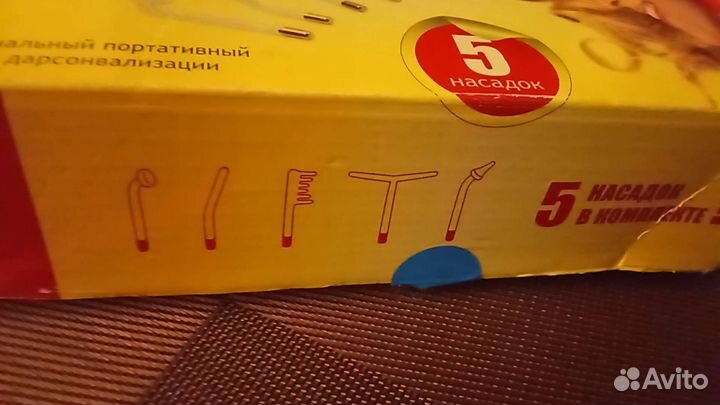 альный портативный
дарсонвализации
5
насадок
5 НАСАДОК
В КОМПЛЕКТЕ
Avito